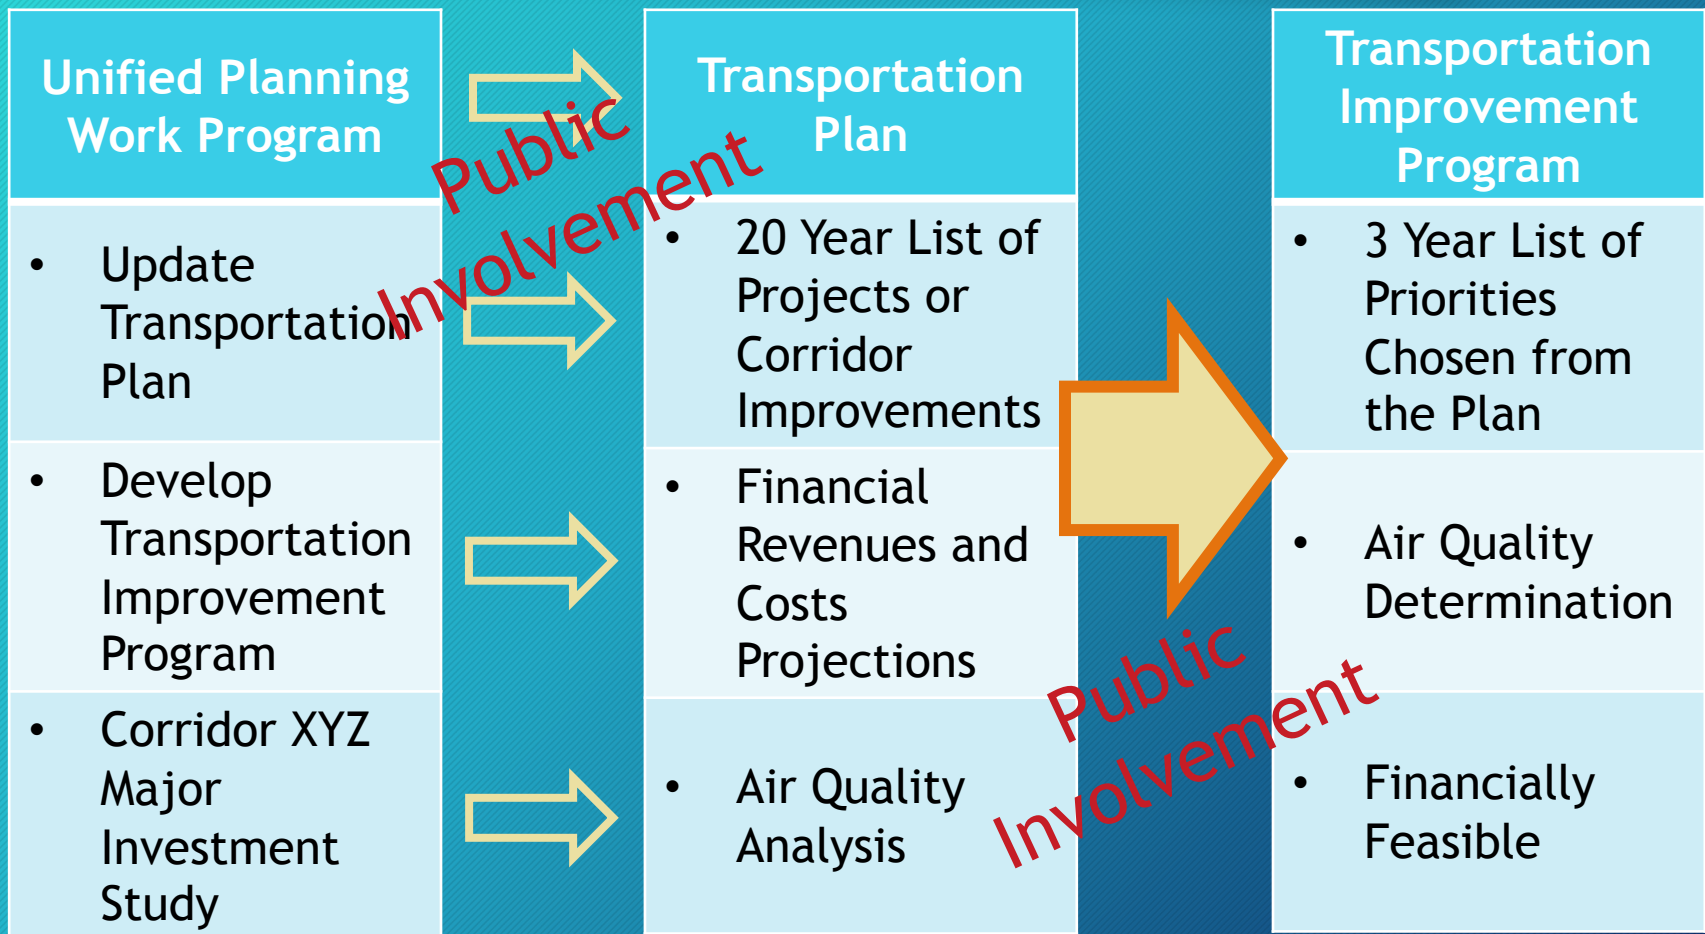 Unified Planning
Work Program
• Update
Transportation
Plan
• Develop
Transportation
Improvement
Program
• Corridor XYZ
Major
Investment
Study
Public
Involvement
Transportation
Plan
• 20 Year List of
Projects or
Corridor
Improvements
• Financial
Revenues and
Costs
Projections
• Air Quality
Analysis
Public
Involvement
Transportation
Improvement
Program
• 3 Year List of
Priorities
Chosen from
the Plan
• Air Quality
Determination
• Financially
Feasible